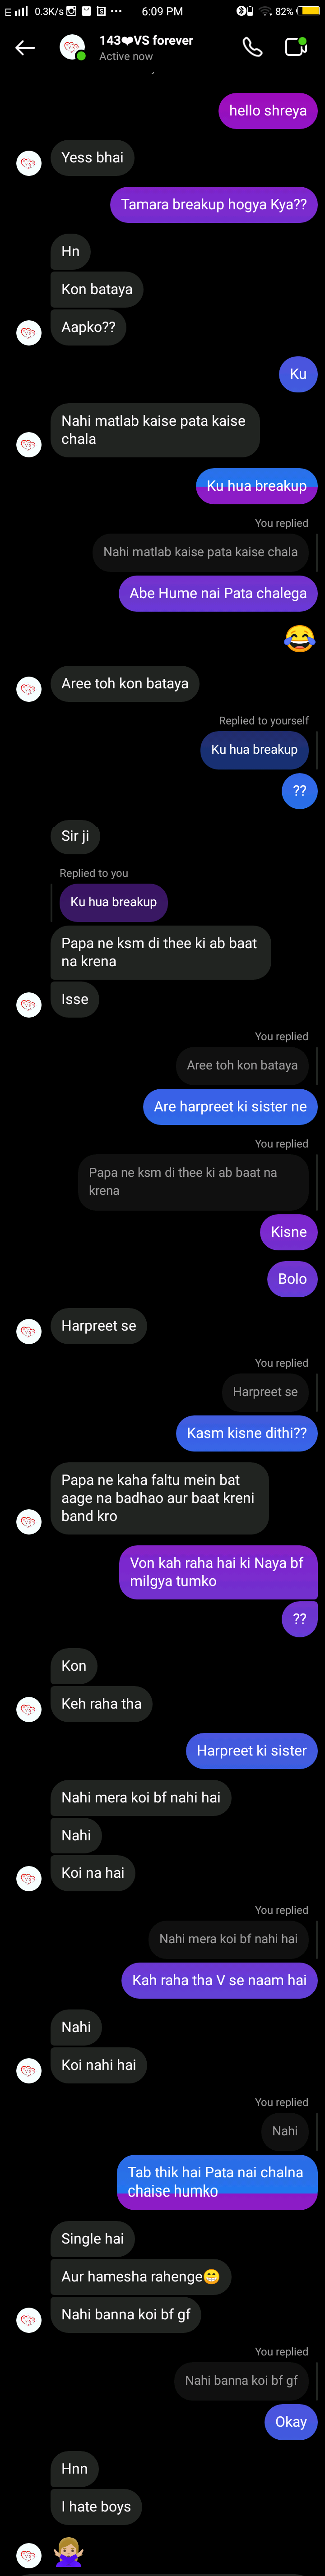 E 0.3K/s 6:09 PM 82%
143❤VS forever
Active now
hello shreya
Yess bhai
Tamara breakup hogya Kya??
Hn
Kon bataya
Aapko??
Ku
Nahi matlab kaise pata kaise
chala
Ku hua breakup
You replied
Nahi matlab kaise pata kaise chala
Abe Hume nai Pata chalega
😂
Aree toh kon bataya
Replied to yourself
Ku hua breakup
??
Sir ji
Replied to you
Ku hua breakup
Papa ne ksm di thee ki ab baat
na krena
Isse
You replied
Aree toh kon bataya
Are harpreet ki sister ne
You replied
Papa ne ksm di thee ki ab baat na
krena
Kisne
Bolo
Harpreet se
You replied
Harpreet se
Kasm kisne dithi??
Papa ne kaha faltu mein bat
aage na badhao aur baat kreni
band kro
Von kah raha hai ki Naya bf
milgya tumko
??
Kon
Keh raha tha
Harpreet ki sister
Nahi mera koi bf nahi hai
Nahi
Koi na hai
You replied
Nahi mera koi bf nahi hai
Kah raha tha V se naam hai
Nahi
Koi nahi hai
You replied
Nahi
Tab thik hai Pata nai chalna
chaise humko
Single hai
Aur hamesha rahenge😁
Nahi banna koi bf gf
You replied
Nahi banna koi bf gf
Okay
Hnn
I hate boys
🙅🏼‍♀️